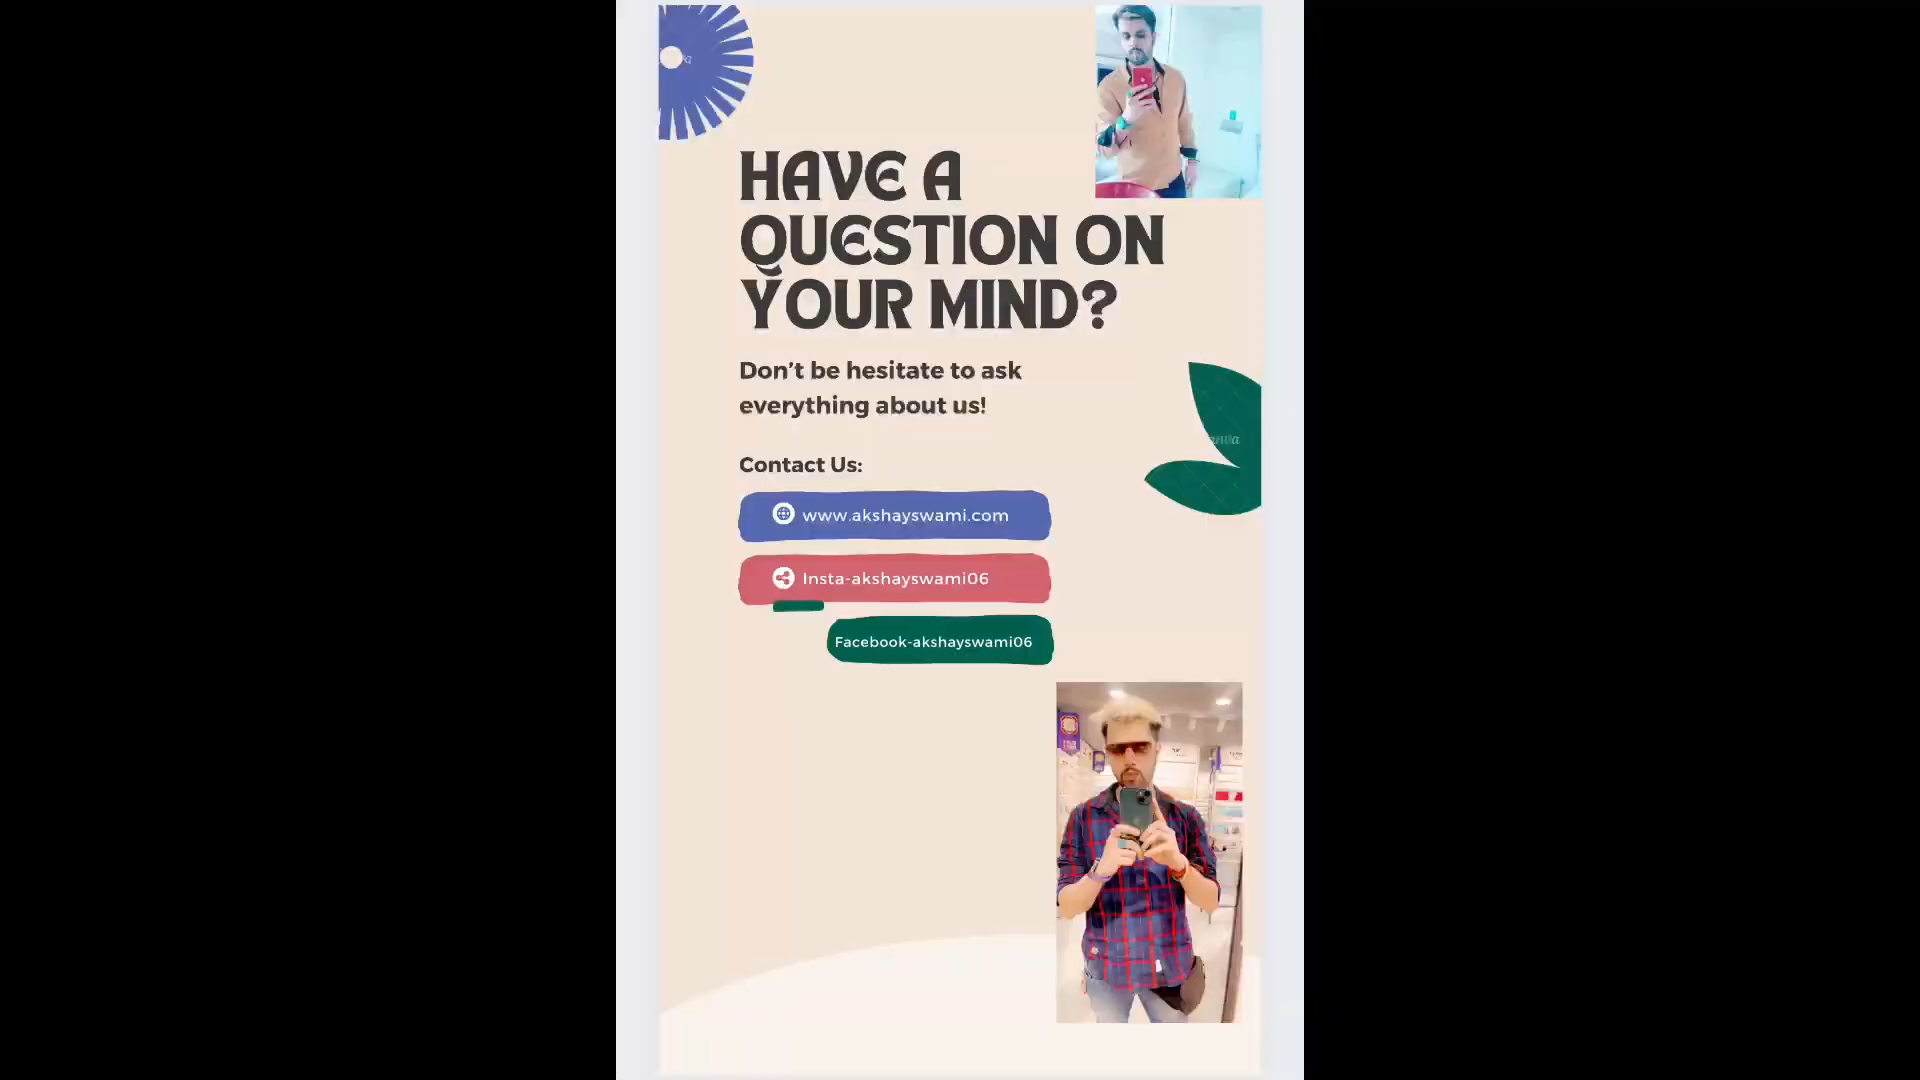 HAVE A
QUESTION ON
YOUR MIND?
Don't be hesitate to ask
everything about us!
Contact Us:
www.akshayswami.com
Insta-akshayswami06
Facebook-akshayswami06